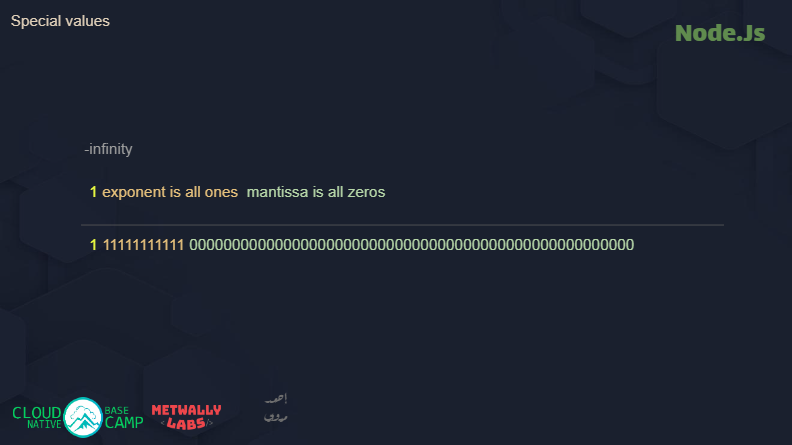 Special values
Node.Js
-infinity
1 exponent is all ones mantissa is all zeros
1 11111111111 0000000000000000000000000000000000000000000000000000
CLOUD NATIVE BASE CAMP
METWALLY
<LABS/>
احمد